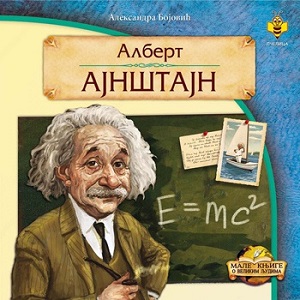 Александра Бојовић
Алберт
АЈНШТАЈН
E = mc²
МАЛЕ КЊИГЕ
О ВЕЛИКИМ ЉУДИМА